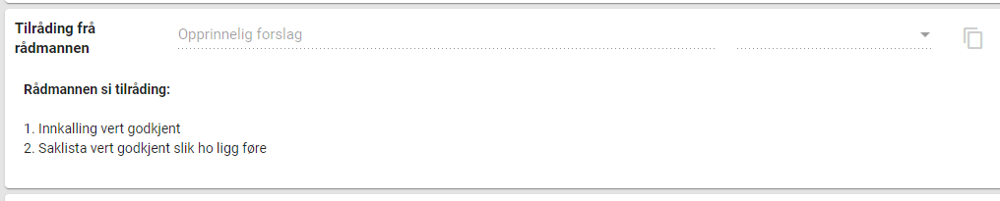 Tilråding frå
rådmannen
Opprinnelig forslag
Rådmannen si tilråding:
1. Innkalling vert godkjent
2. Saklista vert godkjent slik ho ligg føre